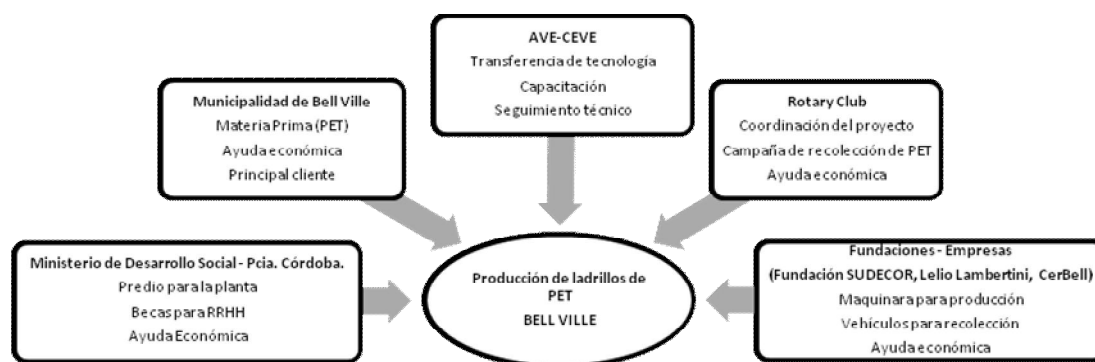 AVE-CEVE
Transferencia de tecnología
Capacitación
Seguimiento técnico
Municipalidad de Bell Ville
Materia Prima (PET)
Ayuda económica
Principal cliente
Rotary Club
Coordinación del proyecto
Campaña de recolección de PET
Ayuda económica
Ministerio de Desarrollo Social - Pcia. Córdoba.
Predio para la planta
Becas para RRHH
Ayuda Económica
Producción de ladrillos de
PET
BELL VILLE
Fundaciones - Empresas
(Fundación SUDECOR, Lelio Lambertini, CerBell)
Maquinara para producción
Vehículos para recolección
Ayuda económica